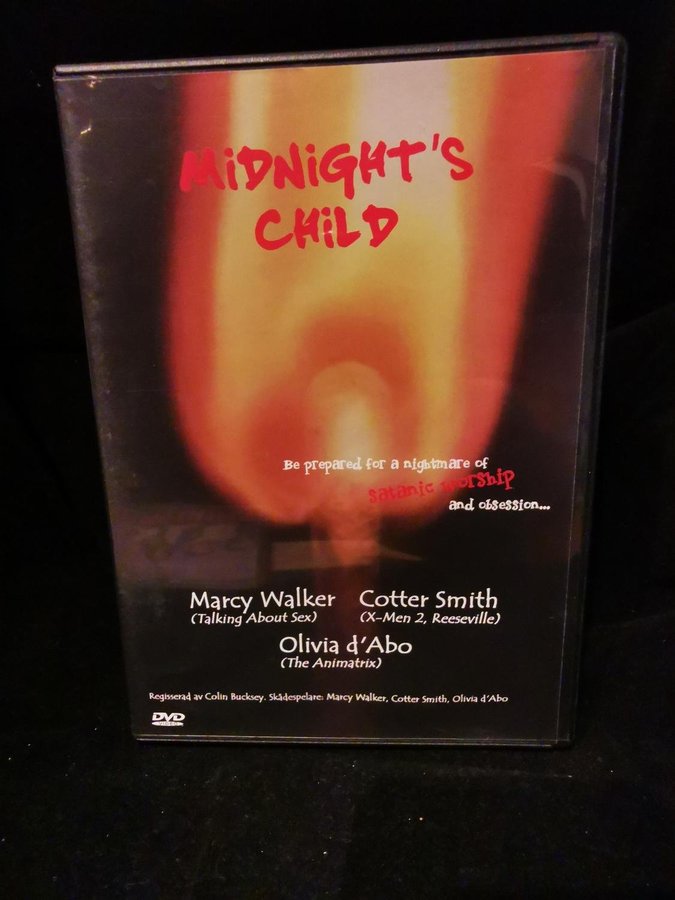 MiDNiGHT'S
CHiLD
Be prepared for a nightmare of
satanic worship
and obsession...
Marcy Walker
(Talking About Sex)
Cotter Smith
(X-Men 2, Reeseville)
Olivia d'Abo
(The Animatrix)
Regisserad av Colin Bucksey. Skådespelare: Marcy Walker, Cotter Smith, Olivia d'Abo
DVD
VIDEO